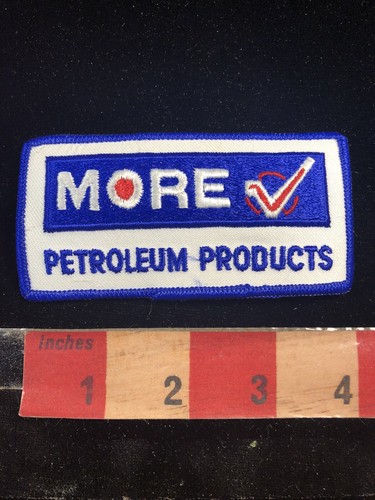 MORE
PETROLEUM PRODUCTS
Inches
1 2 3 4